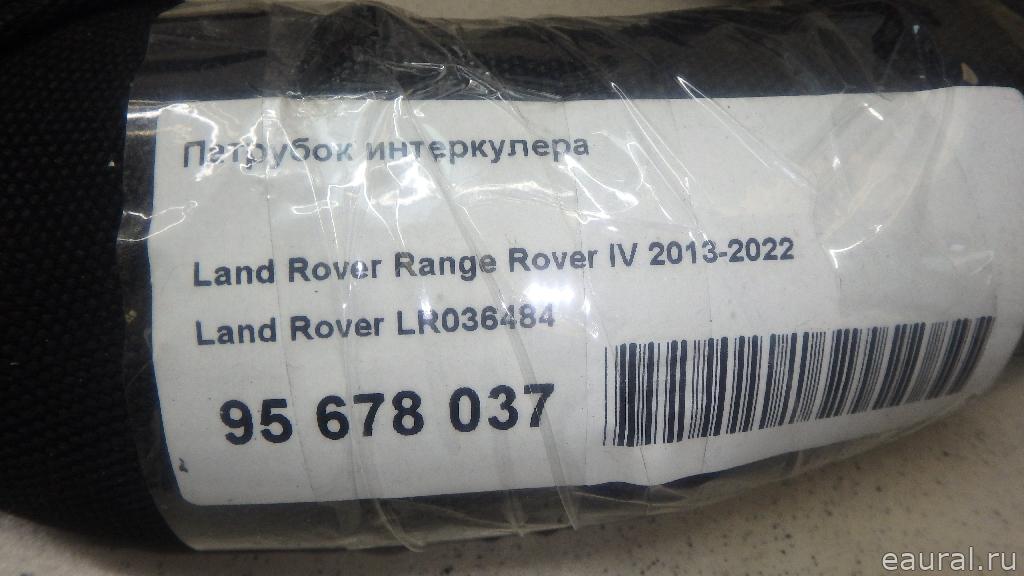 Патрубок интеркулера
Land Rover Range Rover IV 2013-2022
Land Rover LR036484
95 678 037
eaural.ru